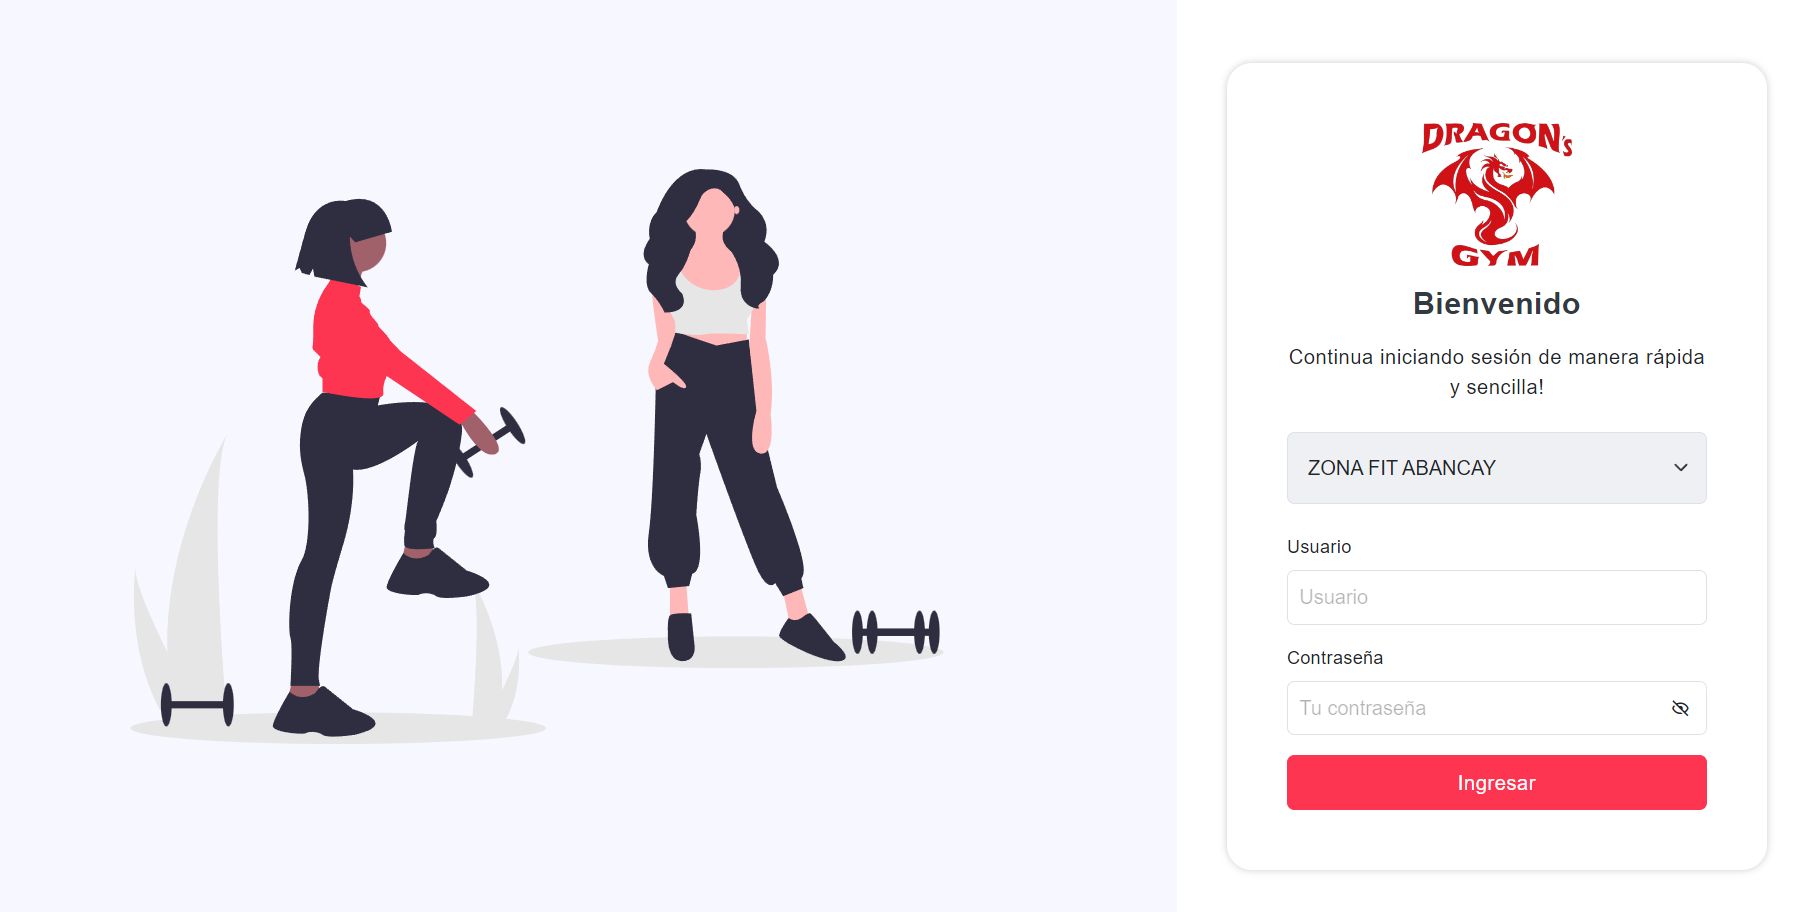 DRAGON's
GYM
Bienvenido
Continua iniciando sesión de manera rápida
y sencilla!
ZONA FIT ABANCAY
Usuario
Usuario
Contraseña
Tu contraseña
Ingresar